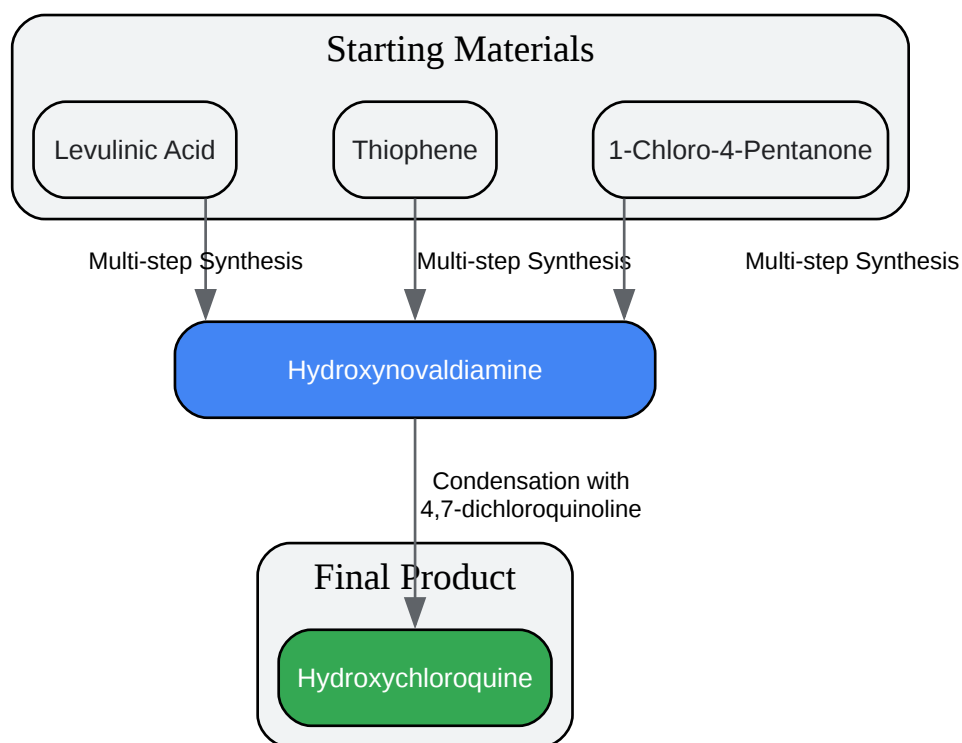 Starting Materials
Levulinic Acid
Thiophene
1-Chloro-4-Pentanone
Multi-step Synthesis
Multi-step Synthesis
Multi-step Synthesis
Hydroxynovaldiamine
Condensation with
4,7-dichloroquinoline
Final Product
Hydroxychloroquine